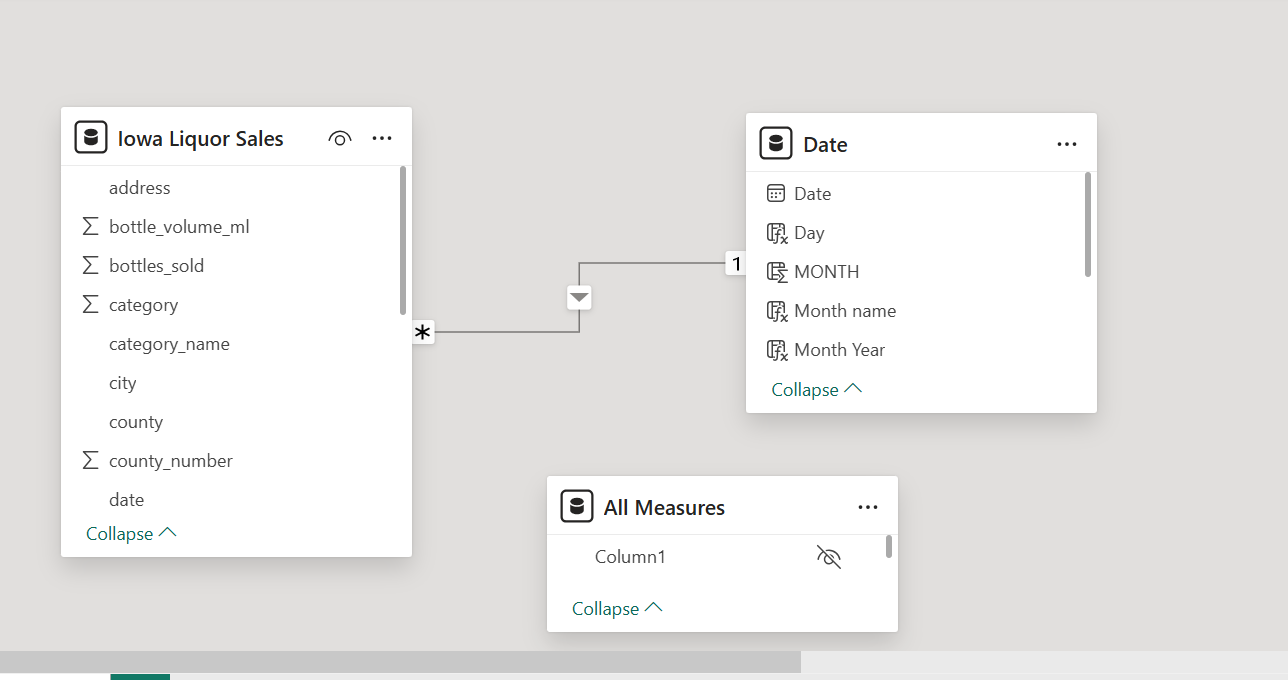 Iowa Liquor Sales
address
bottle_volume_ml
bottles_sold
category
category_name
city
county
county_number
date
Collapse
*
1
Date
Date
Day
MONTH
Month name
Month Year
Collapse
All Measures
Column1
Collapse